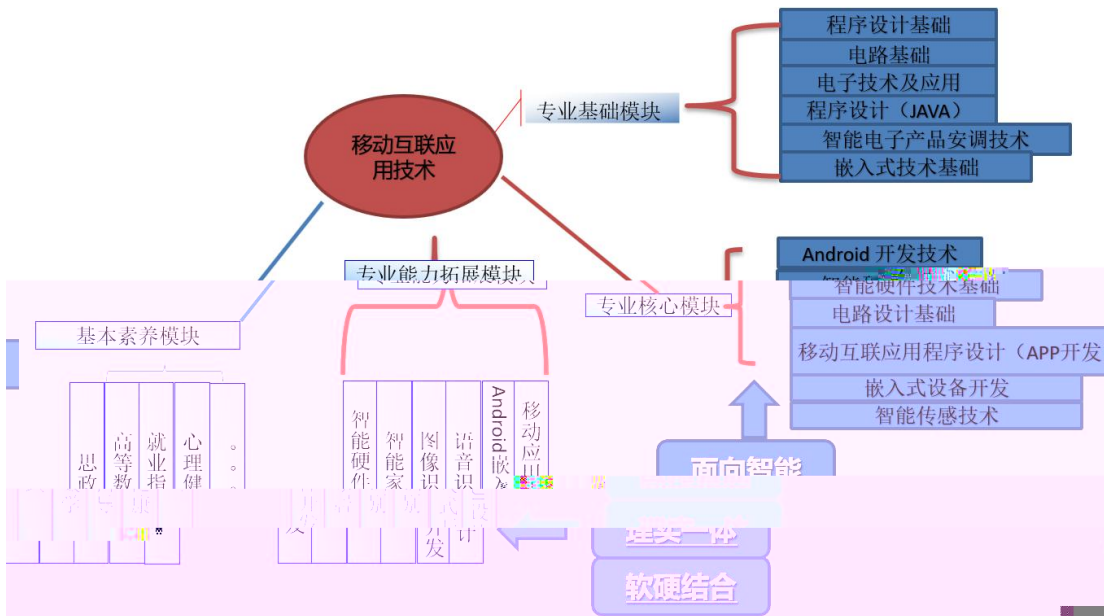 移动互联应
用技术
专业基础模块
程序设计基础
电路基础
电子技术及应用
程序设计（JAVA）
智能电子产品安调技术
嵌入式技术基础
专业核心模块
Android 开发技术
智能硬件技术基础
电路设计基础
移动互联应用程序设计（APP开发
嵌入式设备开发
智能传感技术
专业能力拓展模块
智能硬件
智能家
图像识
语音识
Android嵌入
移动应用
基本素养模块
思政
高等数
就业指
心理健
。。。
面向智能
理实一体
软硬结合